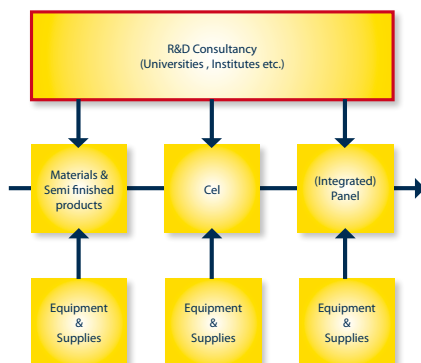 R&D Consultancy
(Universities , Institutes etc.)
Materials &
Semi finished
products
Cel
(Integrated)
Panel
Equipment
&
Supplies
Equipment
&
Supplies
Equipment
&
Supplies